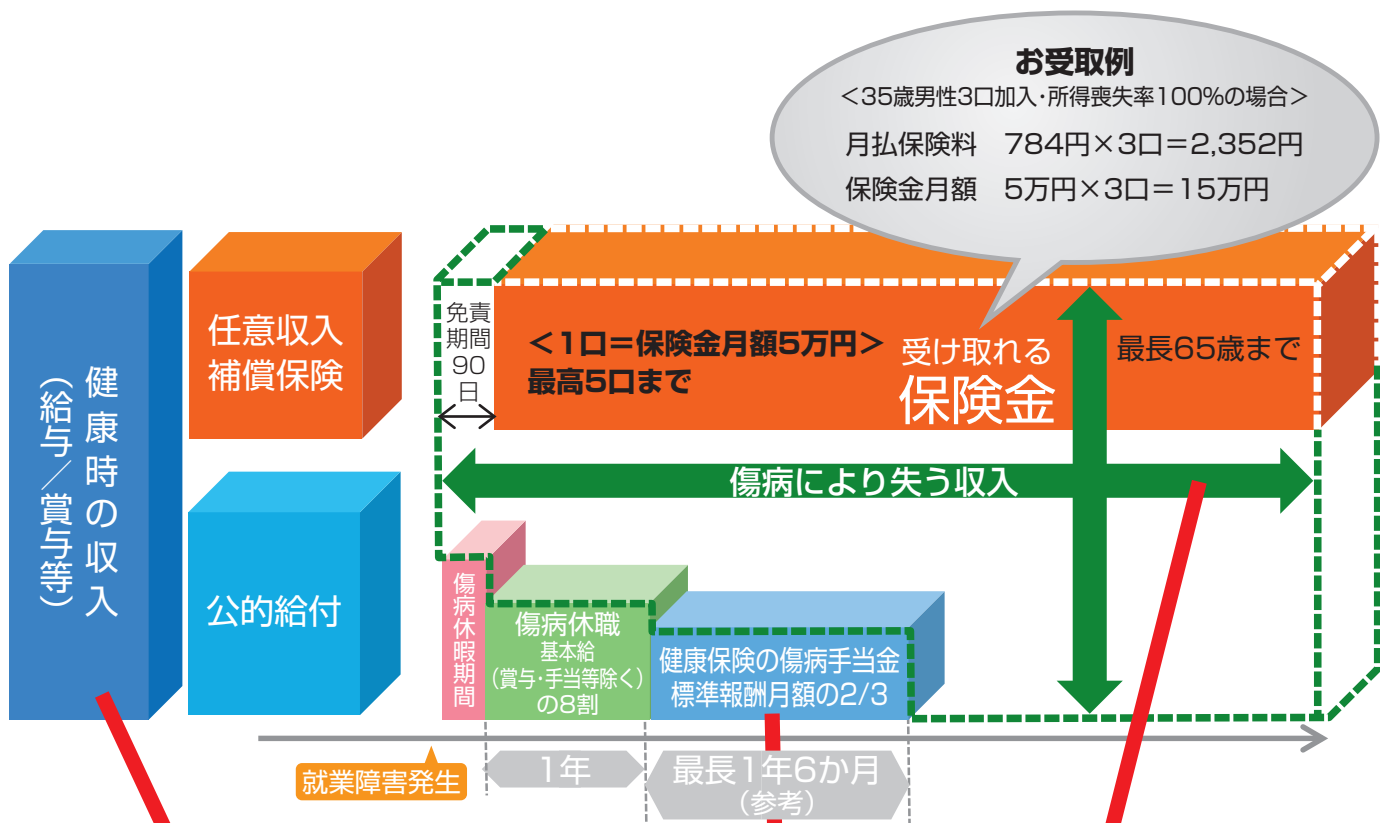 お受取例
＜35歳男性3口加入・所得喪失率100％の場合＞
月払保険料　784円×3口＝2,352円
保険金月額　5万円×3口＝15万円
健康時の収入
（給与／賞与等）
任意収入
補償保険
公的給付
免責
期間
90
日
＜1口＝保険金月額5万円＞
最高5口まで
受け取れる
保険金
最長65歳まで
傷病により失う収入
傷病休暇期間
傷病休職
基本給
（賞与・手当等除く）
の8割
健康保険の傷病手当金
標準報酬月額の2/3
就業障害発生
1年
最長1年6か月
（参考）